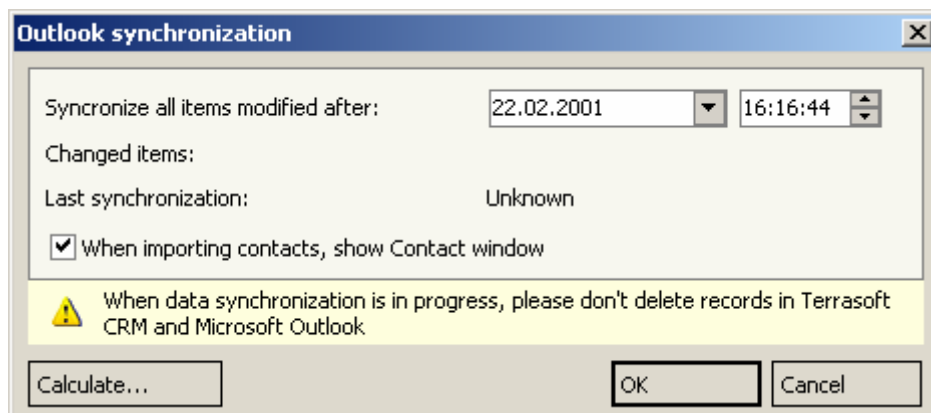 Outlook synchronization
Syncronize all items modified after: 22.02.2001 16:16:44
Changed items:
Last synchronization: Unknown
When importing contacts, show Contact window
When data synchronization is in progress, please don't delete records in Terrasoft
CRM and Microsoft Outlook
Calculate... OK Cancel